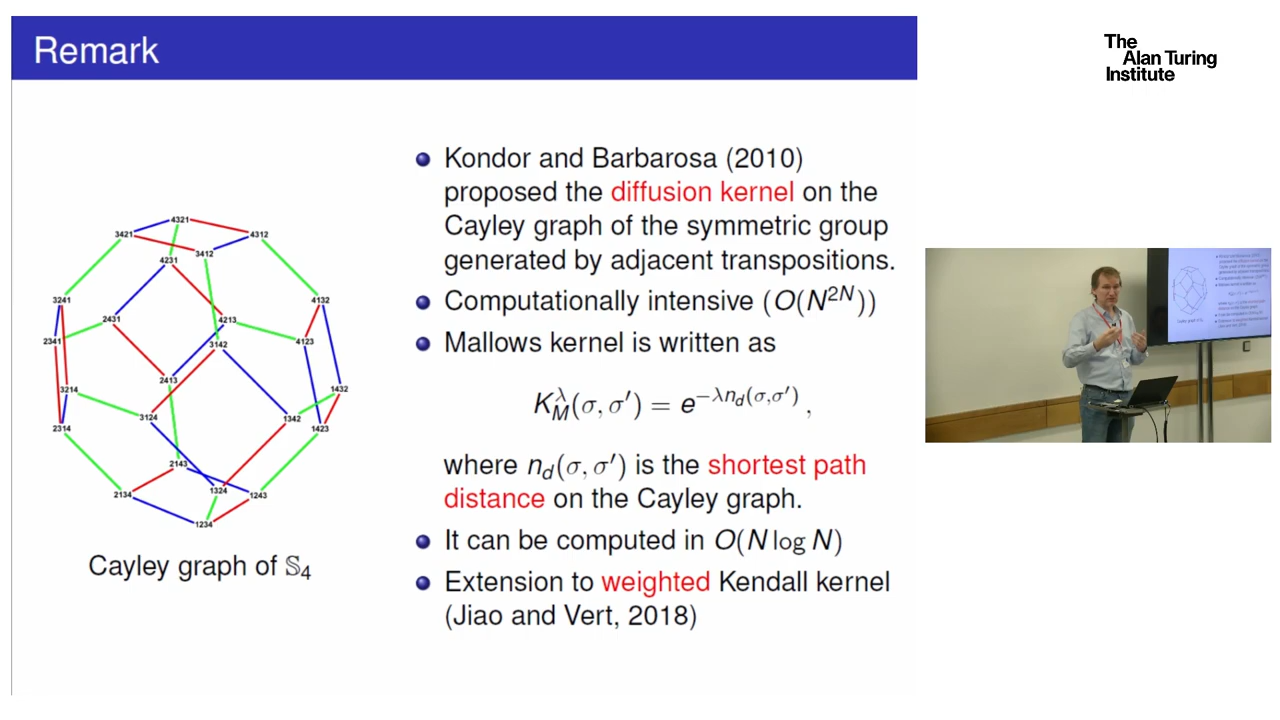 Remark
The
Alan Turing
Institute
Kondor and Barbarosa (2010)
proposed the diffusion kernel on the
Cayley graph of the symmetric group
generated by adjacent transpositions.
Computationally intensive (O(N^{2N}))
Mallows kernel is written as
K_M^λ(σ, σ′) = e^{−λn_d(σ,σ′)} ,
where n_d(σ, σ′) is the shortest path
distance on the Cayley graph.
It can be computed in O(N log N)
Extension to weighted Kendall kernel
(Jiao and Vert, 2018)
4321
3421
4312
3412
4231
3241
4132
2431
4213
2341
3142
4123
2413
3214
1432
3124
1342
2314
1423
2143
2134
1324
1243
1234
Cayley graph of 𝕊₄